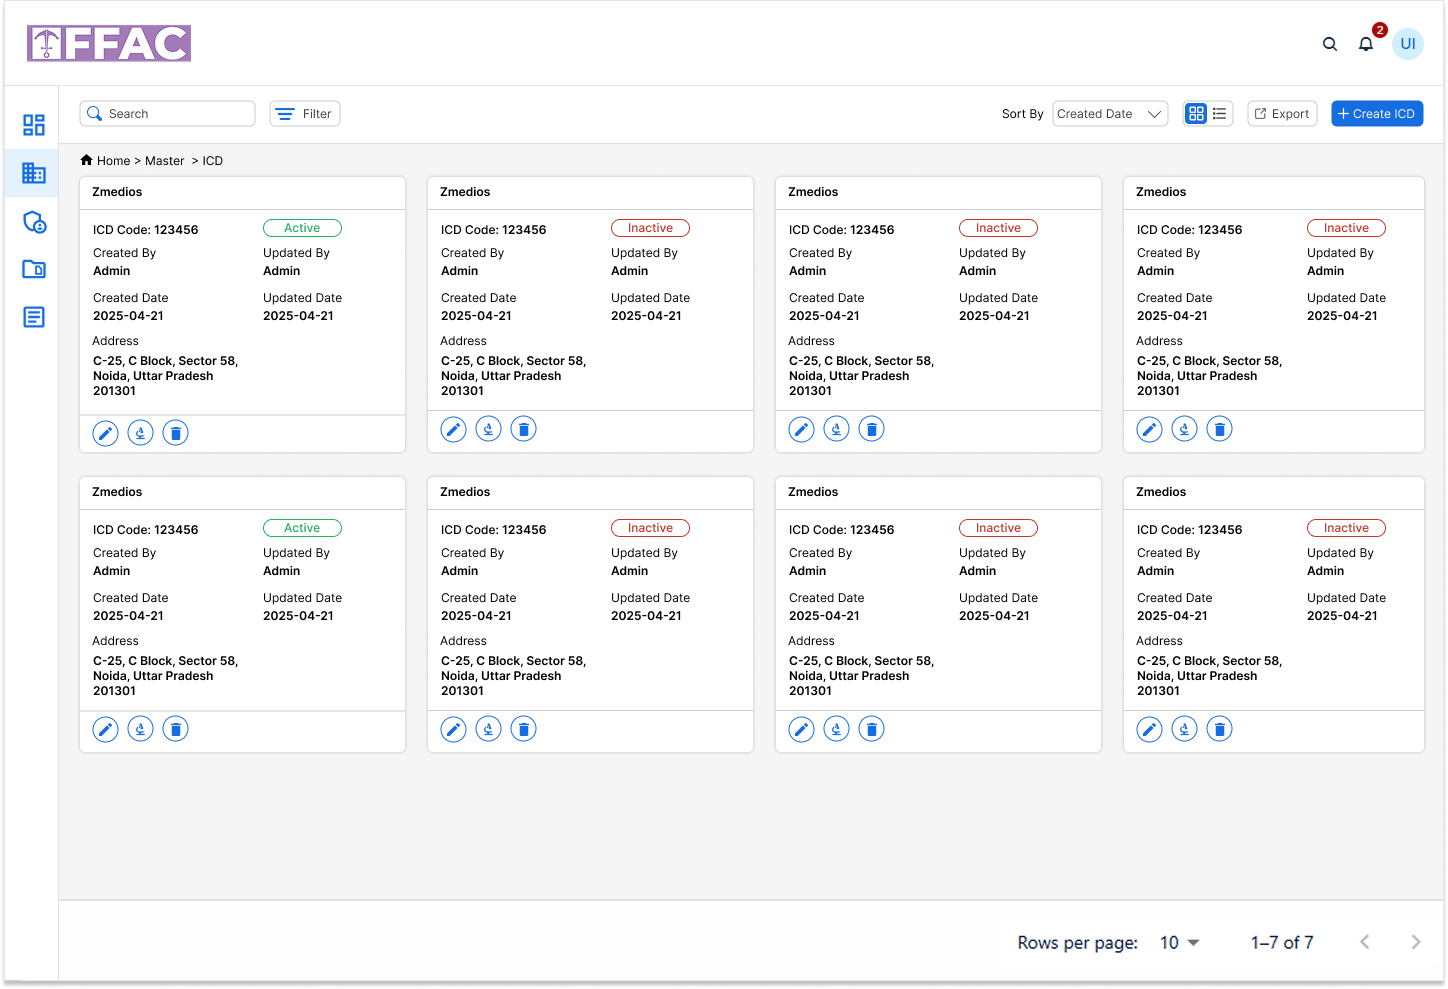 FFAC
2
UI
Search
Filter
Sort By
Created Date
Export
Create ICD
Home > Master > ICD
Zmedios
ICD Code: 123456
Active
Created By
Updated By
Admin
Admin
Created Date
Updated Date
2025-04-21
2025-04-21
Address
C-25, C Block, Sector 58,
Noida, Uttar Pradesh
201301
Zmedios
ICD Code: 123456
Inactive
Created By
Updated By
Admin
Admin
Created Date
Updated Date
2025-04-21
2025-04-21
Address
C-25, C Block, Sector 58,
Noida, Uttar Pradesh
201301
Zmedios
ICD Code: 123456
Inactive
Created By
Updated By
Admin
Admin
Created Date
Updated Date
2025-04-21
2025-04-21
Address
C-25, C Block, Sector 58,
Noida, Uttar Pradesh
201301
Zmedios
ICD Code: 123456
Inactive
Created By
Updated By
Admin
Admin
Created Date
Updated Date
2025-04-21
2025-04-21
Address
C-25, C Block, Sector 58,
Noida, Uttar Pradesh
201301
Zmedios
ICD Code: 123456
Active
Created By
Updated By
Admin
Admin
Created Date
Updated Date
2025-04-21
2025-04-21
Address
C-25, C Block, Sector 58,
Noida, Uttar Pradesh
201301
Zmedios
ICD Code: 123456
Inactive
Created By
Updated By
Admin
Admin
Created Date
Updated Date
2025-04-21
2025-04-21
Address
C-25, C Block, Sector 58,
Noida, Uttar Pradesh
201301
Zmedios
ICD Code: 123456
Inactive
Created By
Updated By
Admin
Admin
Created Date
Updated Date
2025-04-21
2025-04-21
Address
C-25, C Block, Sector 58,
Noida, Uttar Pradesh
201301
Zmedios
ICD Code: 123456
Inactive
Created By
Updated By
Admin
Admin
Created Date
Updated Date
2025-04-21
2025-04-21
Address
C-25, C Block, Sector 58,
Noida, Uttar Pradesh
201301
Rows per page: 10 1–7 of 7